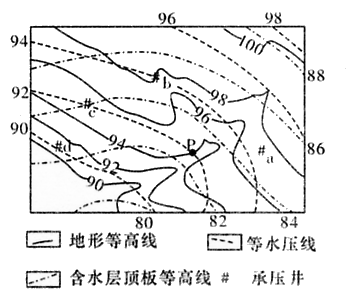 96 98
94 100 88
#b
98
92 #c 96
90 94 P #a 86
#d 92
90
80 82 84
地形等高线 等水压线
含水层顶板等高线 # 承压井